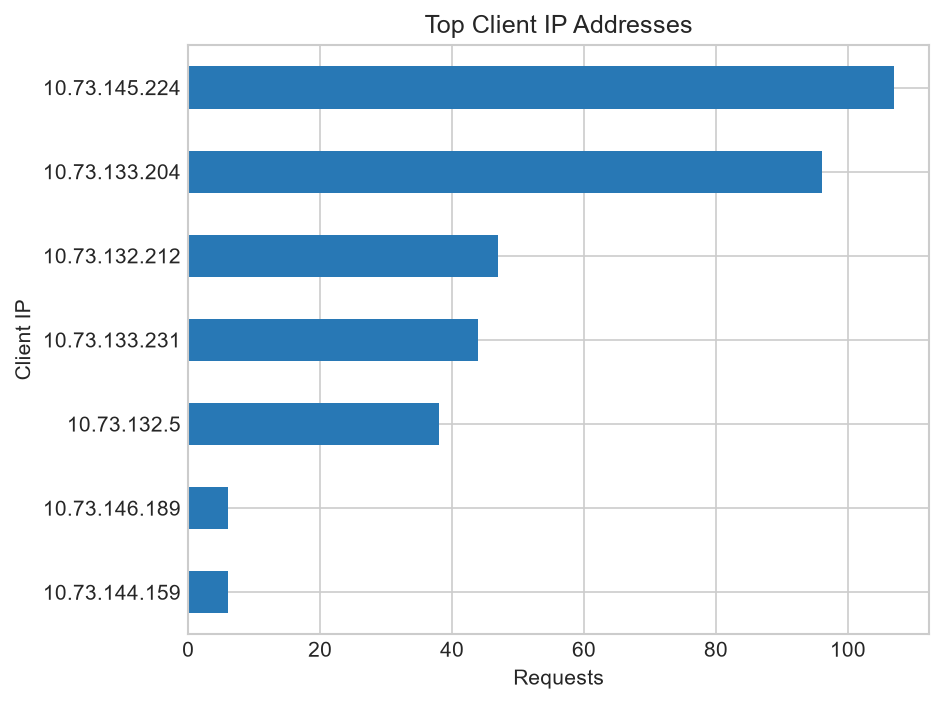 Top Client IP Addresses
Client IP
10.73.145.224
10.73.133.204
10.73.132.212
10.73.133.231
10.73.132.5
10.73.146.189
10.73.144.159
0 20 40 60 80 100
Requests